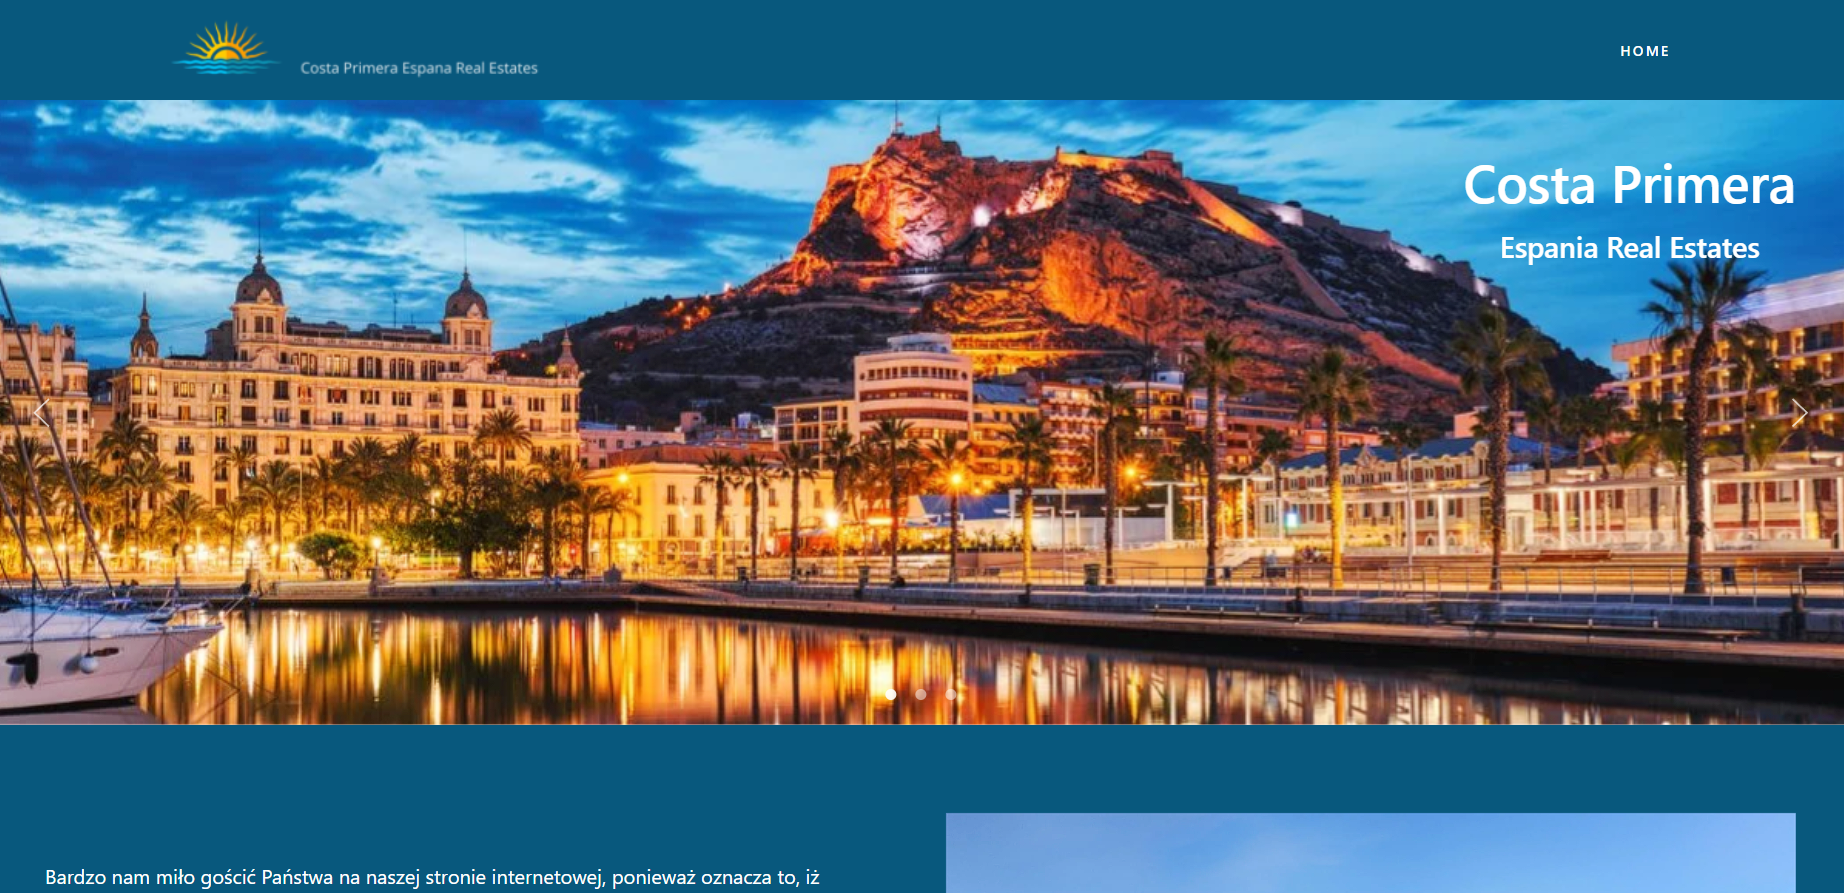 Costa Primera Espana Real Estates
HOME
Costa Primera
Espania Real Estates
Bardzo nam miło gościć Państwa na naszej stronie internetowej, ponieważ oznacza to, iż